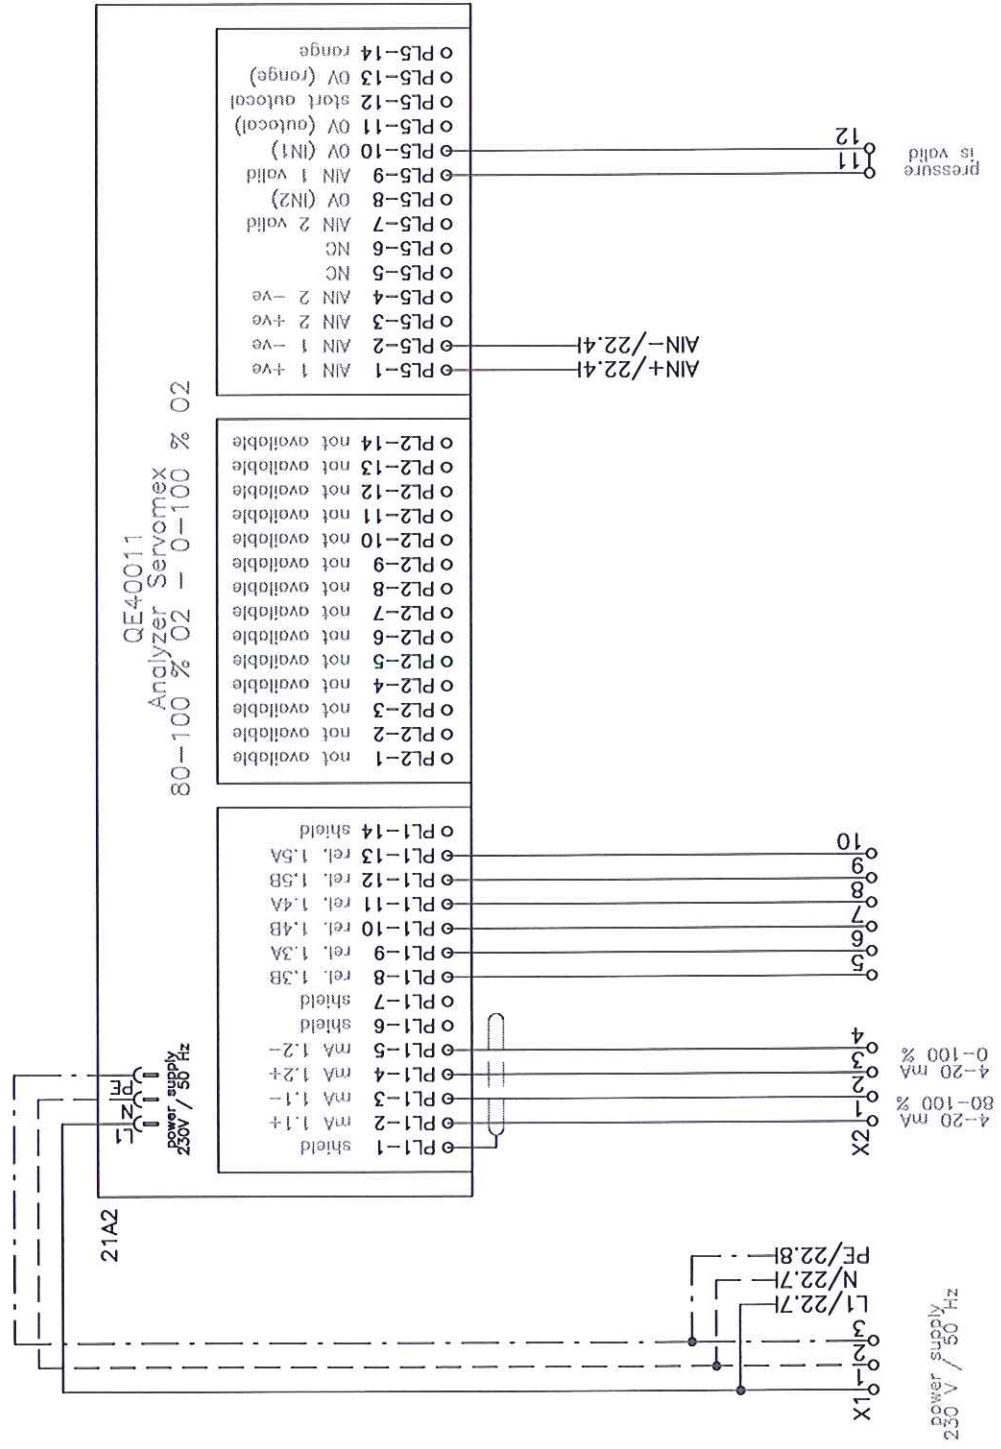 PL5-14 range
PL5-13 0V (range)
PL5-12 start autocal
PL5-11 0V (autocal)
PL5-10 0V (IN1)
PL5-9 AIN 1 valid
PL5-8 0V (IN2)
PL5-7 AIN 2 valid
PL5-6 NC
PL5-5 NC
PL5-4 AIN 2 -ve
PL5-3 AIN 2 +ve
PL5-2 AIN 1 -ve
PL5-1 AIN 1 +ve
12
11
pressure
is valid
AIN-/22.4
AIN+/22.4
QE40011
Analyzer Servomex
80-100 % O2 - 0-100 % O2
PL2-14 not available
PL2-13 not available
PL2-12 not available
PL2-11 not available
PL2-10 not available
PL2-9 not available
PL2-8 not available
PL2-7 not available
PL2-6 not available
PL2-5 not available
PL2-4 not available
PL2-3 not available
PL2-2 not available
PL2-1 not available
PL1-14 shield
PL1-13 rel. 1.5A
PL1-12 rel. 1.5B
PL1-11 rel. 1.4A
PL1-10 rel. 1.4B
PL1-9 rel. 1.3A
PL1-8 rel. 1.3B
PL1-7 shield
PL1-6 shield
PL1-5 mA 1.2-
PL1-4 mA 1.2+
PL1-3 mA 1.1-
PL1-2 mA 1.1+
PL1-1 shield
10
9
8
7
6
5
4
3
2
1
X2
4-20 mA
0-100 %
4-20 mA
80-100 %
PE
N
L1
power supply
230V / 50 Hz
21A2
PE/22.8
N/22.7
L1/22.7
3
2
1
X1
power supply
230 V / 50 Hz